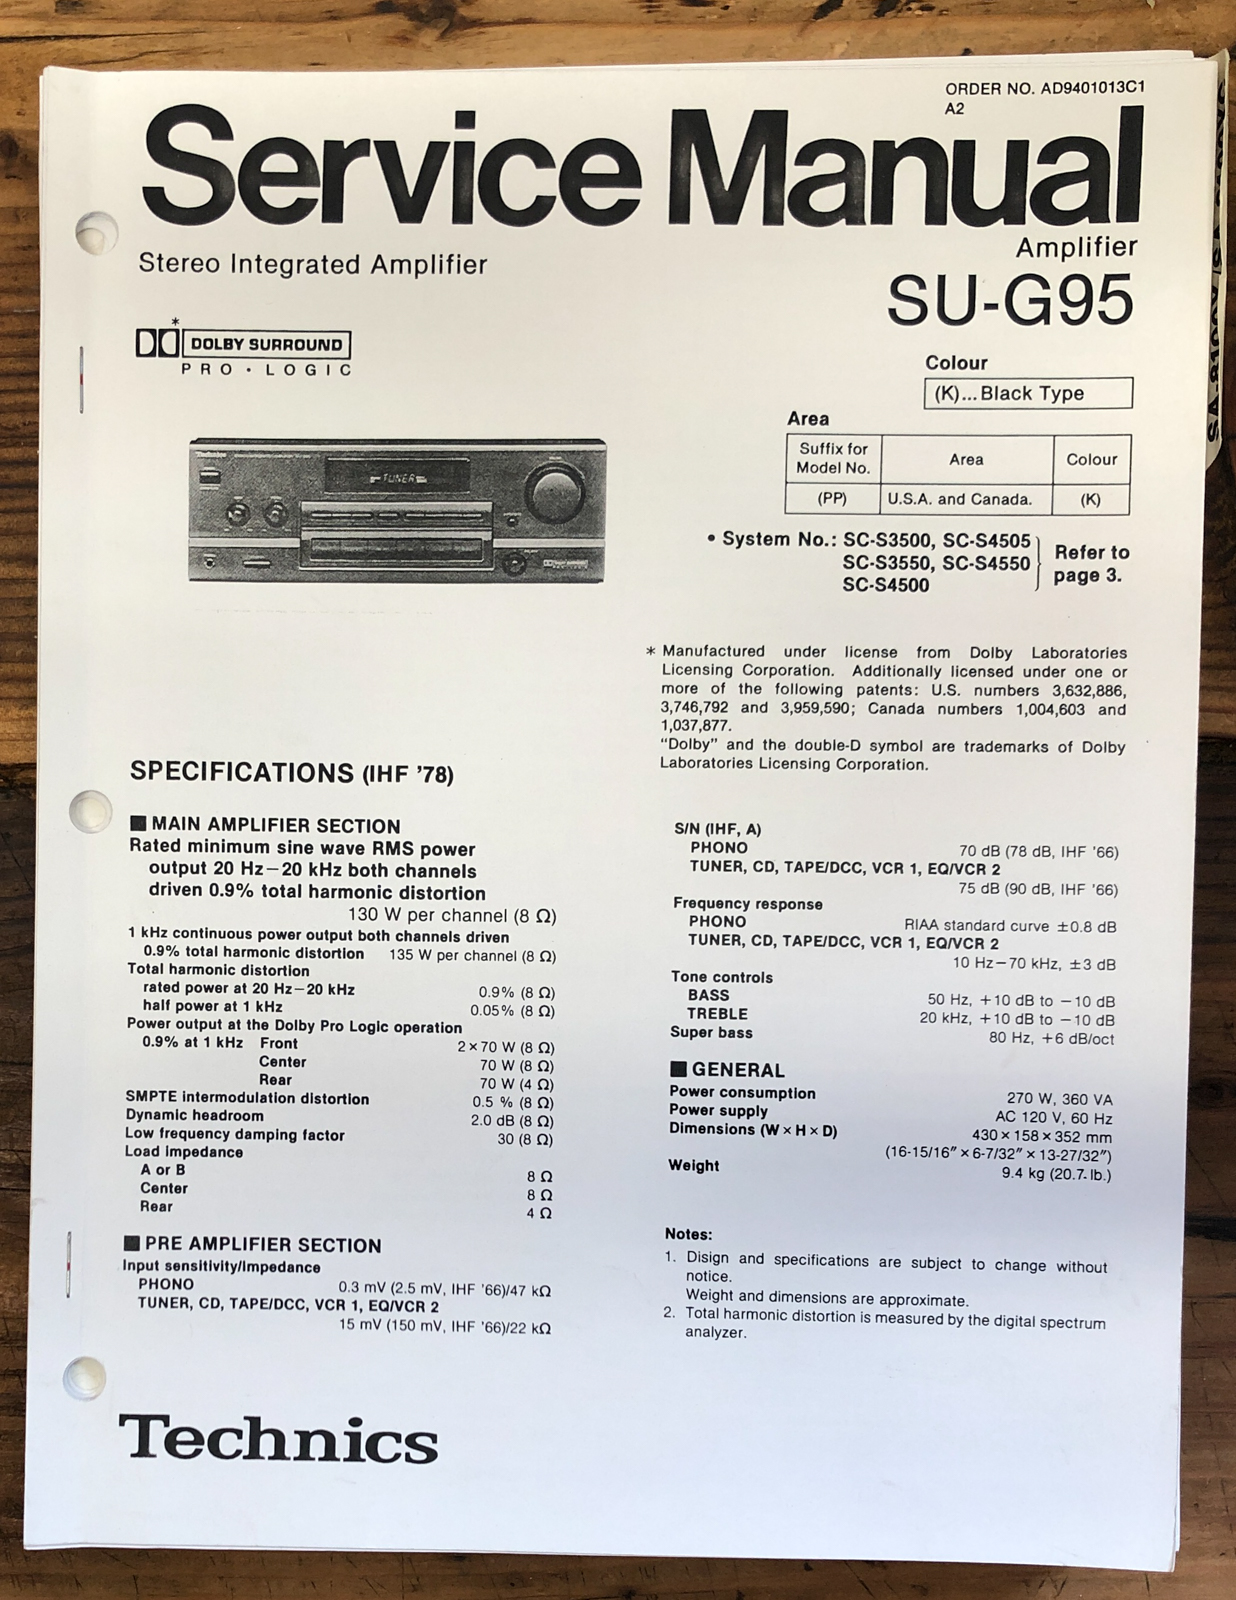 ORDER NO. AD9401013C1
A2
Service Manual
Amplifier
Stereo Integrated Amplifier
SU-G95
*
DOLBY SURROUND
PRO·LOGIC
Colour
(K)...Black Type
Area
Suffix for Model No. Area Colour
(PP) U.S.A. and Canada. (K)
Technics
TUNER
• System No.: SC-S3500, SC-S4505
SC-S3550, SC-S4550
SC-S4500
Refer to
page 3.
* Manufactured under license from Dolby Laboratories
Licensing Corporation. Additionally licensed under one or
more of the following patents: U.S. numbers 3,632,886,
3,746,792 and 3,959,590; Canada numbers 1,004,603 and
1,037,877.
“Dolby” and the double-D symbol are trademarks of Dolby
Laboratories Licensing Corporation.
SPECIFICATIONS (IHF ’78)
■ MAIN AMPLIFIER SECTION
Rated minimum sine wave RMS power
output 20 Hz–20 kHz both channels
driven 0.9% total harmonic distortion
130 W per channel (8 Ω)
1 kHz continuous power output both channels driven
0.9% total harmonic distortion 135 W per channel (8 Ω)
Total harmonic distortion
rated power at 20 Hz–20 kHz 0.9% (8 Ω)
half power at 1 kHz 0.05% (8 Ω)
Power output at the Dolby Pro Logic operation
0.9% at 1 kHz Front 2×70 W (8 Ω)
Center 70 W (8 Ω)
Rear 70 W (4 Ω)
SMPTE intermodulation distortion 0.5 % (8 Ω)
Dynamic headroom 2.0 dB (8 Ω)
Low frequency damping factor 30 (8 Ω)
Load impedance
A or B 8 Ω
Center 8 Ω
Rear 4 Ω
■ PRE AMPLIFIER SECTION
Input sensitivity/impedance
PHONO 0.3 mV (2.5 mV, IHF ’66)/47 kΩ
TUNER, CD, TAPE/DCC, VCR 1, EQ/VCR 2
15 mV (150 mV, IHF ’66)/22 kΩ
S/N (IHF, A)
PHONO 70 dB (78 dB, IHF ’66)
TUNER, CD, TAPE/DCC, VCR 1, EQ/VCR 2
75 dB (90 dB, IHF ’66)
Frequency response
PHONO RIAA standard curve ±0.8 dB
TUNER, CD, TAPE/DCC, VCR 1, EQ/VCR 2
10 Hz–70 kHz, ±3 dB
Tone controls
BASS 50 Hz, +10 dB to −10 dB
TREBLE 20 kHz, +10 dB to −10 dB
Super bass 80 Hz, +6 dB/oct
■ GENERAL
Power consumption 270 W, 360 VA
Power supply AC 120 V, 60 Hz
Dimensions (W×H×D) 430×158×352 mm
(16-15/16″×6-7/32″×13-27/32″)
Weight 9.4 kg (20.7 lb.)
Notes:
1. Disign and specifications are subject to change without
notice.
Weight and dimensions are approximate.
2. Total harmonic distortion is measured by the digital spectrum
analyzer.
Technics